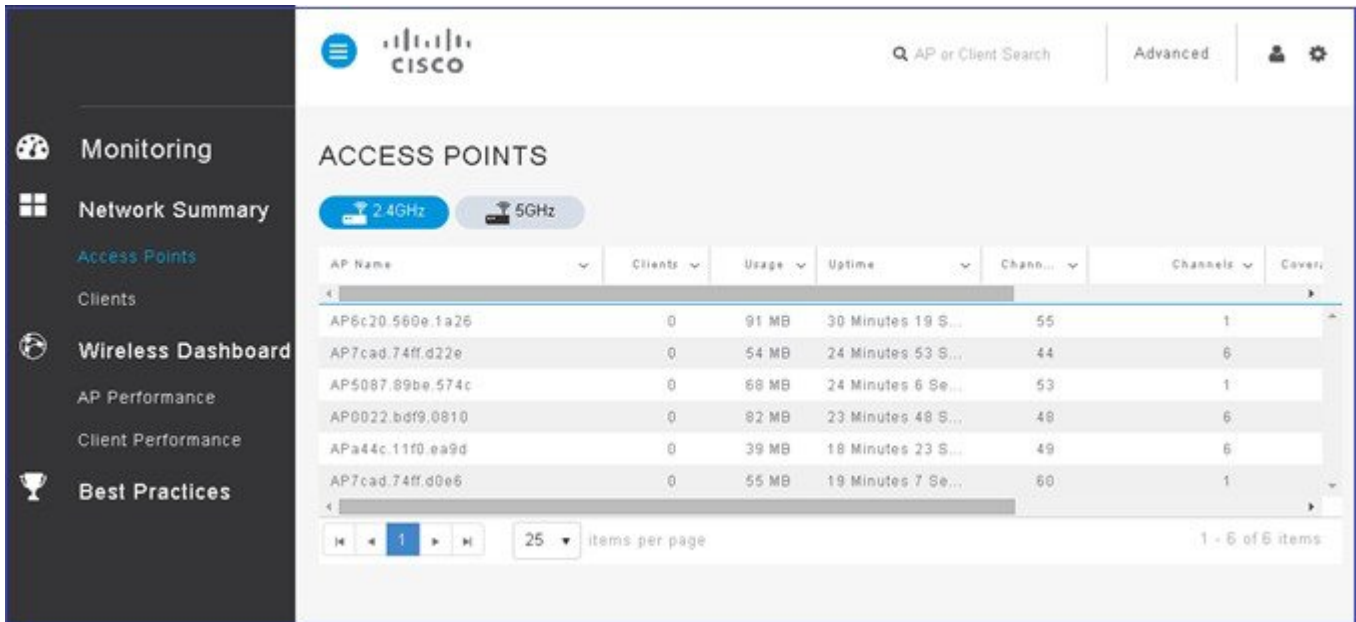 CISCO
AP or Client Search
Advanced
Monitoring
Network Summary
Access Points
Clients
Wireless Dashboard
AP Performance
Client Performance
Best Practices
ACCESS POINTS
2.4GHz 5GHz
AP Name Clients Usage Uptime Chann... Channels Covera
AP6c20.560e.1a26 0 91 MB 30 Minutes 19 S... 55 1
AP7cad.74ff.d22e 0 54 MB 24 Minutes 53 S... 44 6
AP5087.89be.574c 0 68 MB 24 Minutes 6 Se... 53 1
AP0022.bdf9.0810 0 82 MB 23 Minutes 48 S... 48 6
APa44c.11f0.ea9d 0 39 MB 18 Minutes 23 S... 49 6
AP7cad.74ff.d0e6 0 55 MB 19 Minutes 7 Se... 60 1
1 25 items per page 1 - 6 of 6 items